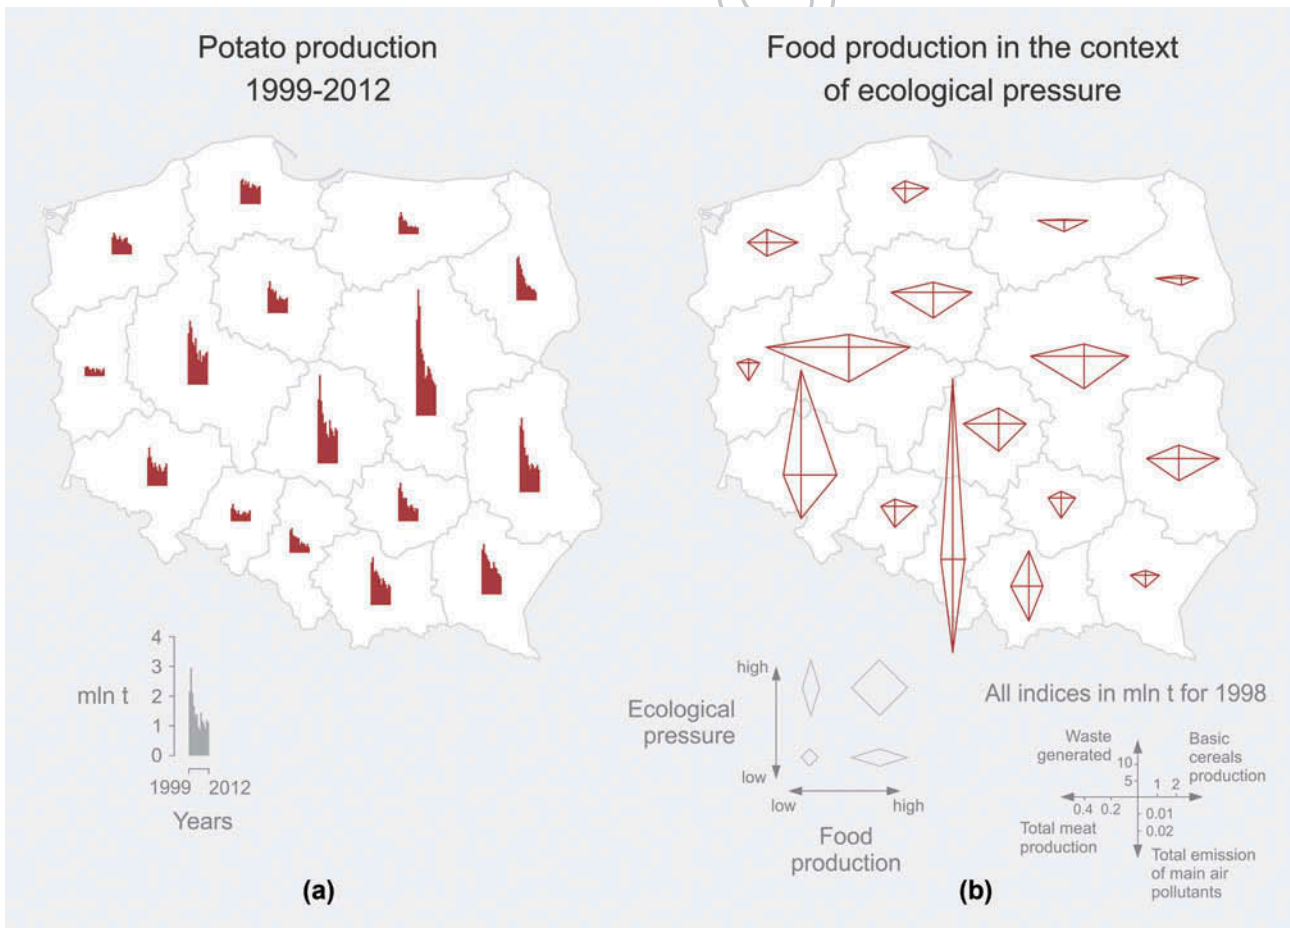 Potato production
1999-2012
4
3
mln t
2
1
0
1999 2012
Years
(a)
Food production in the context
of ecological pressure
high
Ecological
pressure
low
low
high
Food
production
All indices in mln t for 1998
Waste
generated
Basic
cereals
production
10
5
1 2
0.4 0.2
0.01
0.02
Total meat
production
Total emission
of main air
pollutants
(b)